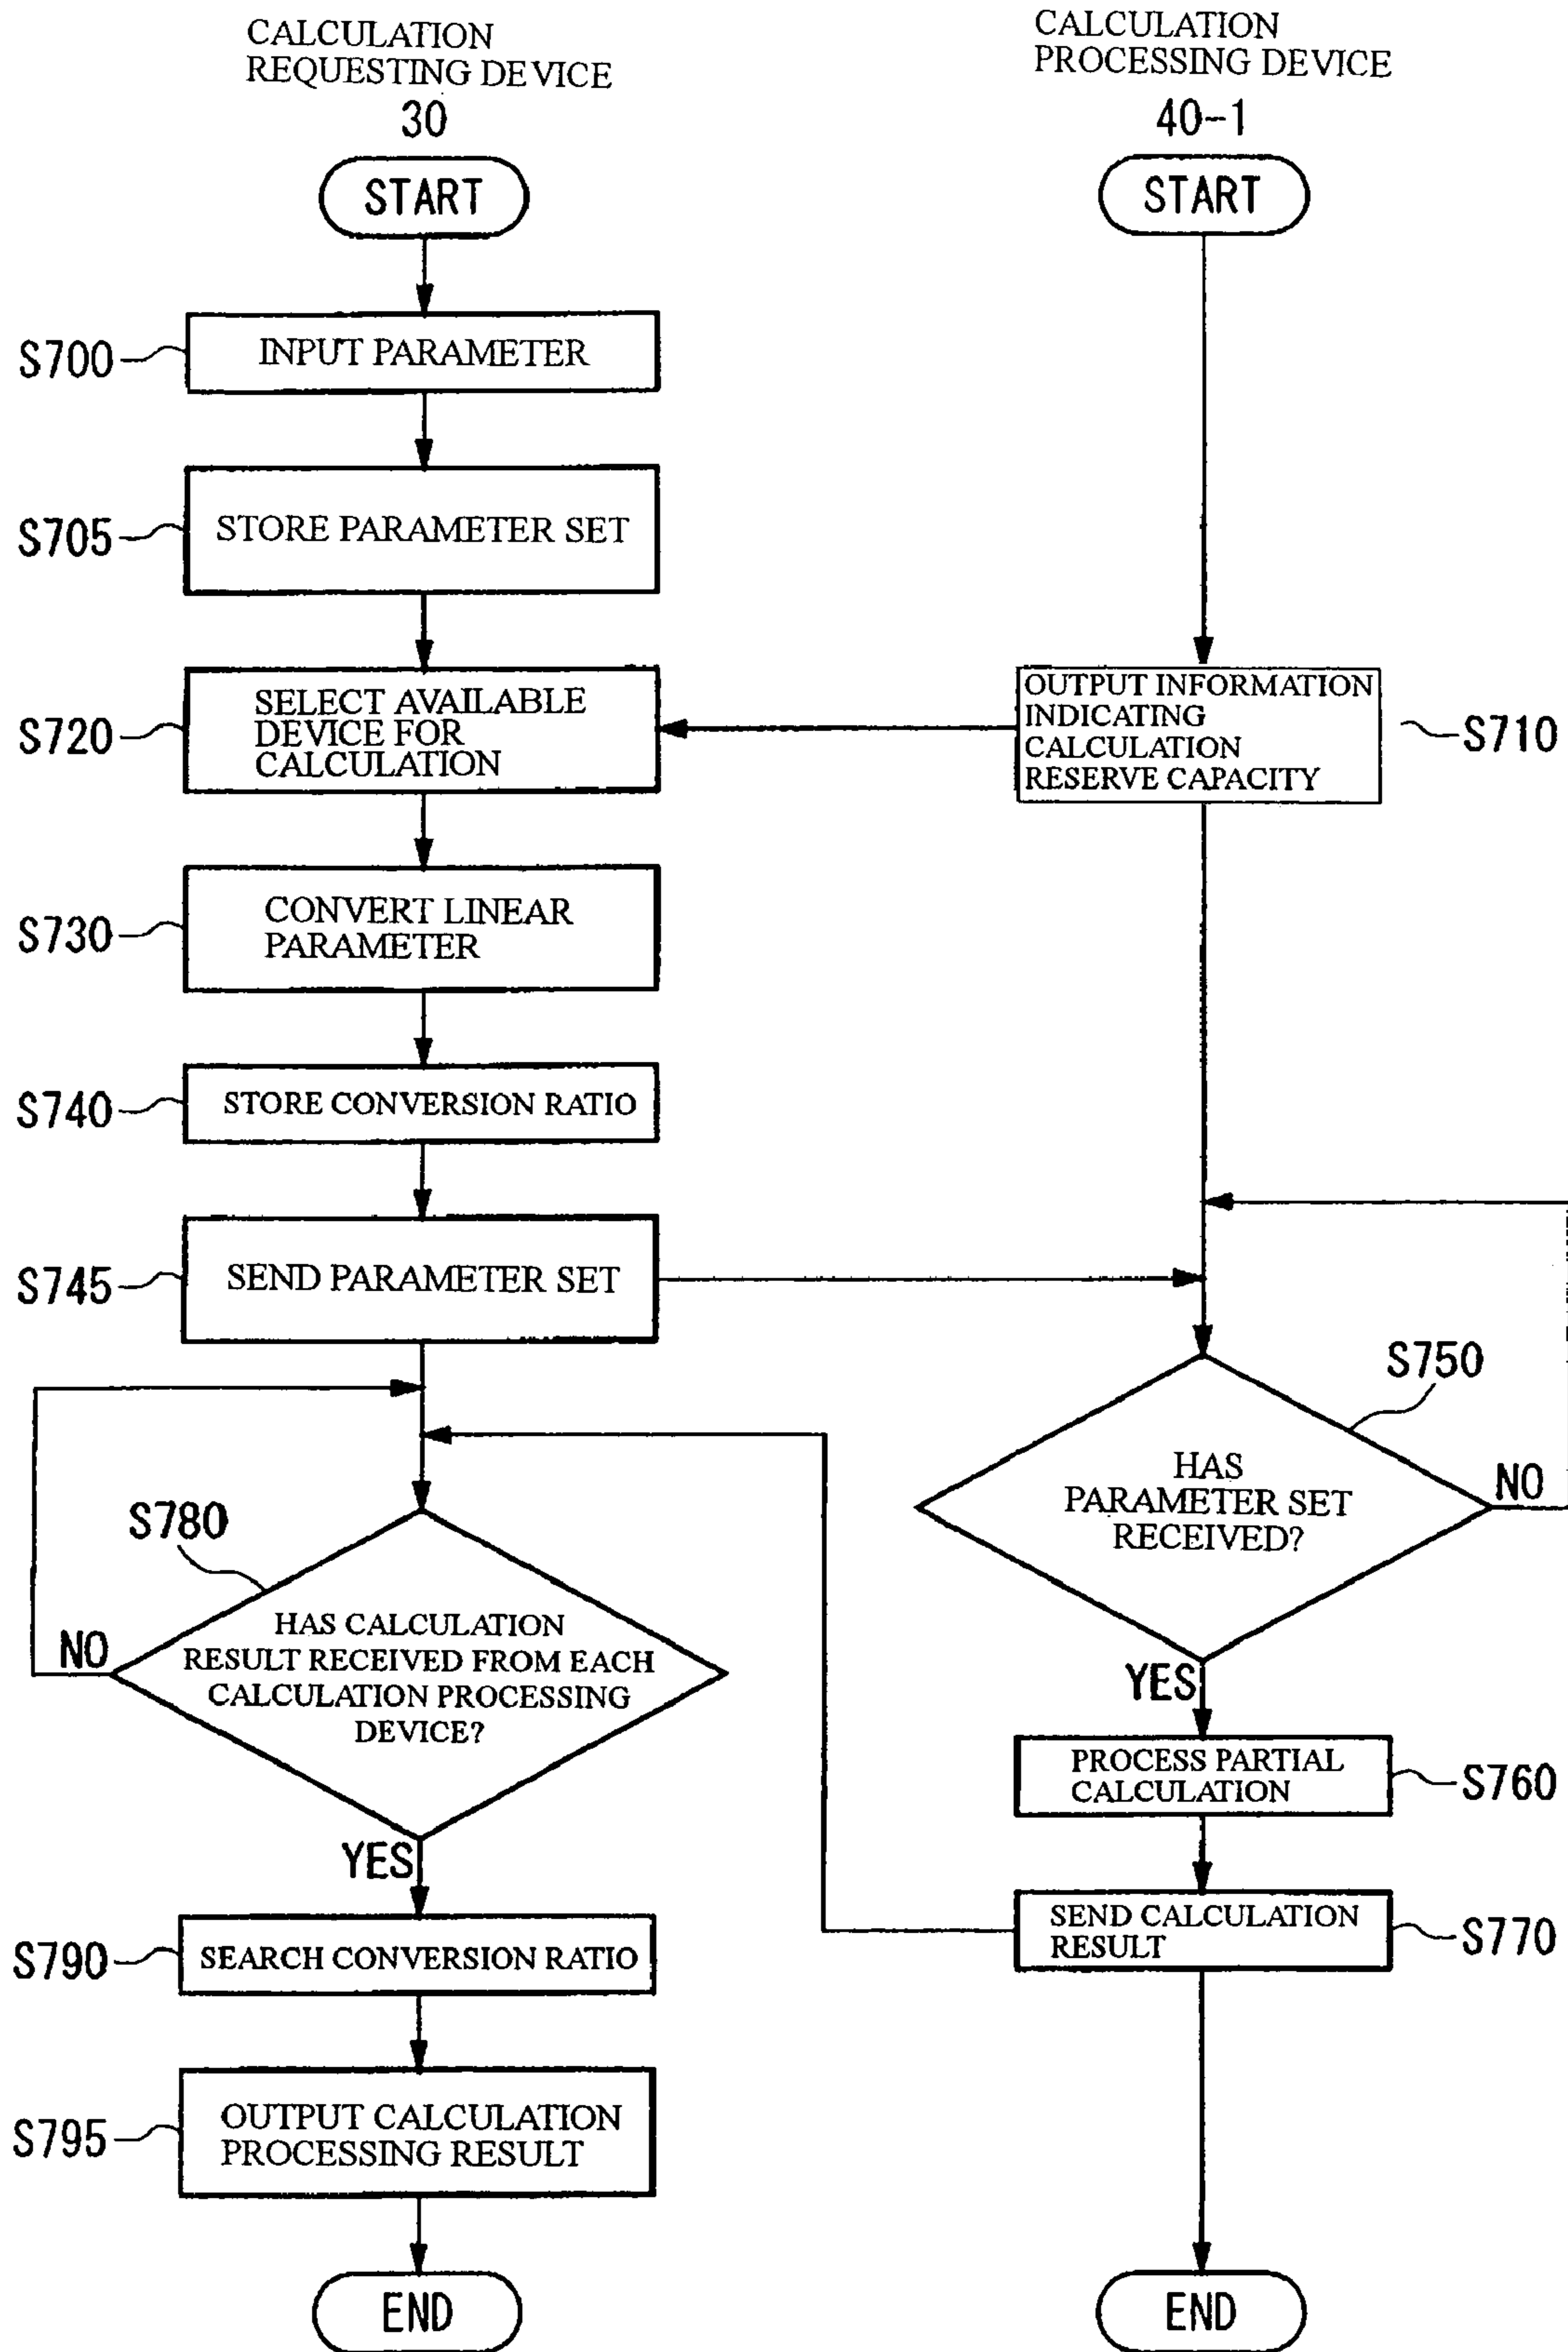 CALCULATION
REQUESTING DEVICE
30
START
S700
INPUT PARAMETER
S705
STORE PARAMETER SET
S720
SELECT AVAILABLE
DEVICE FOR
CALCULATION
S730
CONVERT LINEAR
PARAMETER
S740
STORE CONVERSION RATIO
S745
SEND PARAMETER SET
S780
HAS CALCULATION
RESULT RECEIVED FROM EACH
CALCULATION PROCESSING
DEVICE?
NO
YES
S790
SEARCH CONVERSION RATIO
S795
OUTPUT CALCULATION
PROCESSING RESULT
END
CALCULATION
PROCESSING DEVICE
40-1
START
OUTPUT INFORMATION
INDICATING
CALCULATION
RESERVE CAPACITY
S710
S750
HAS
PARAMETER SET
RECEIVED?
NO
YES
PROCESS PARTIAL
CALCULATION
S760
SEND CALCULATION
RESULT
S770
END